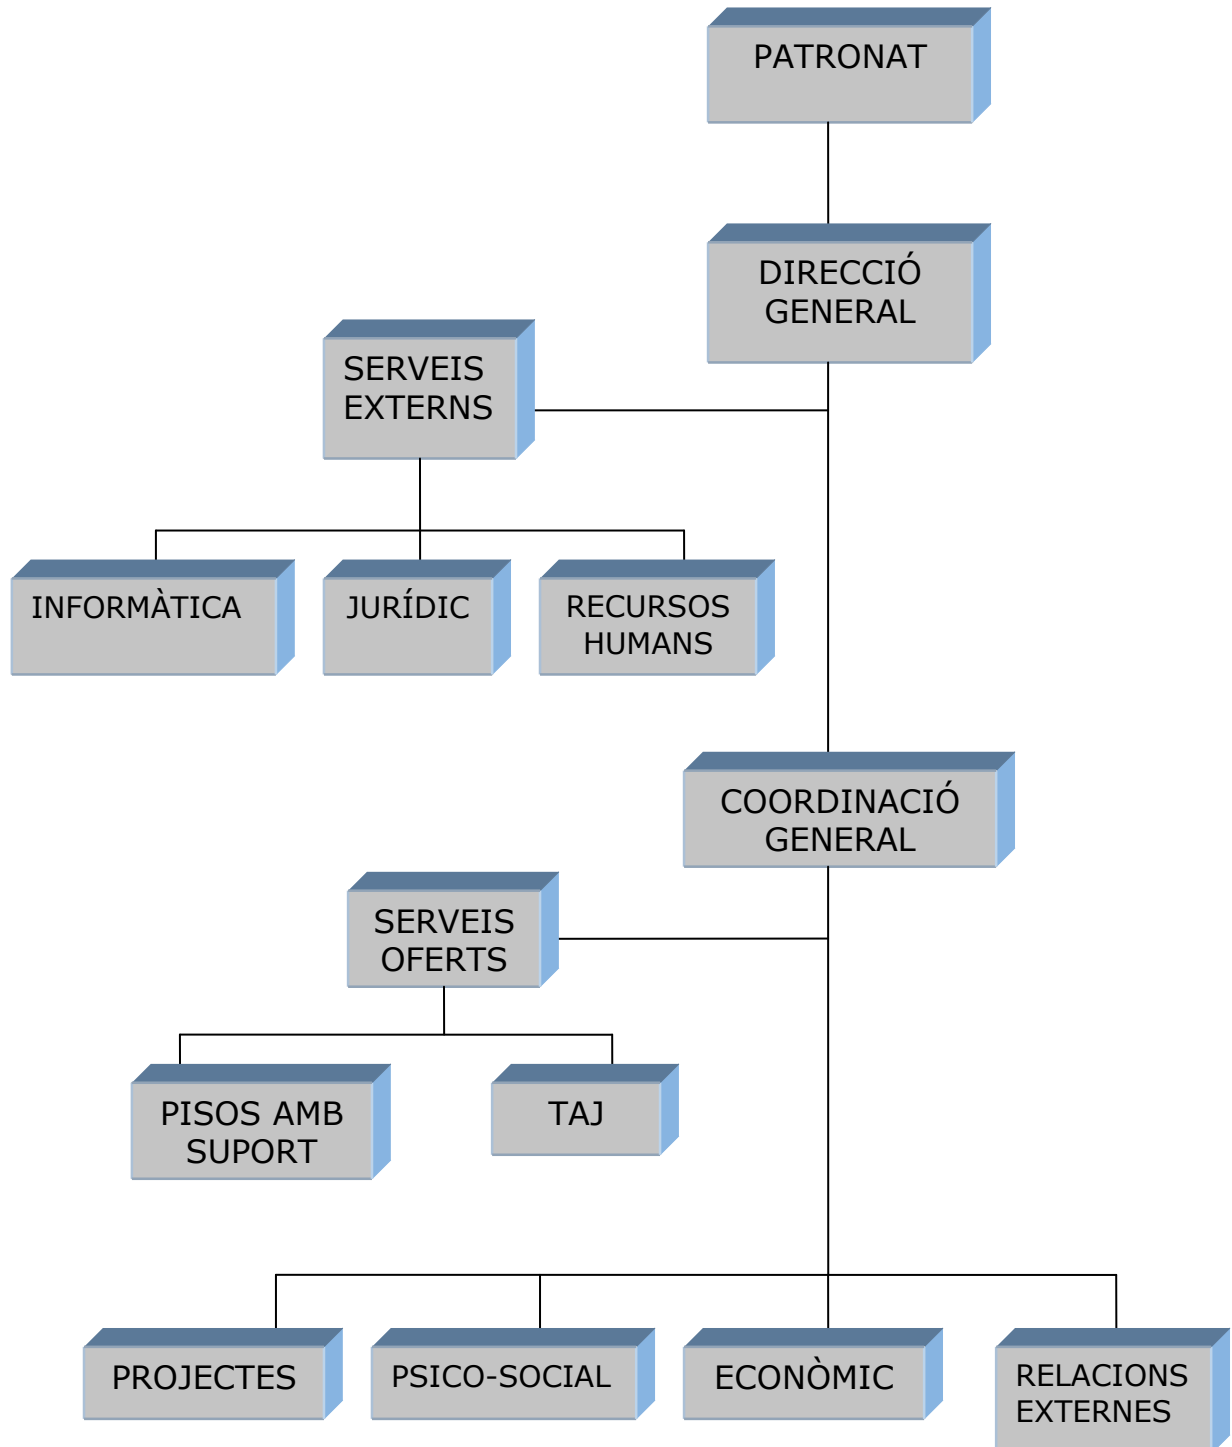 PATRONAT
DIRECCIÓ
GENERAL
SERVEIS
EXTERNS
INFORMÀTICA
JURÍDIC
RECURSOS
HUMANS
COORDINACIÓ
GENERAL
SERVEIS
OFERTS
PISOS AMB
SUPORT
TAJ
PROJECTES
PSICO-SOCIAL
ECONÒMIC
RELACIONS
EXTERNES